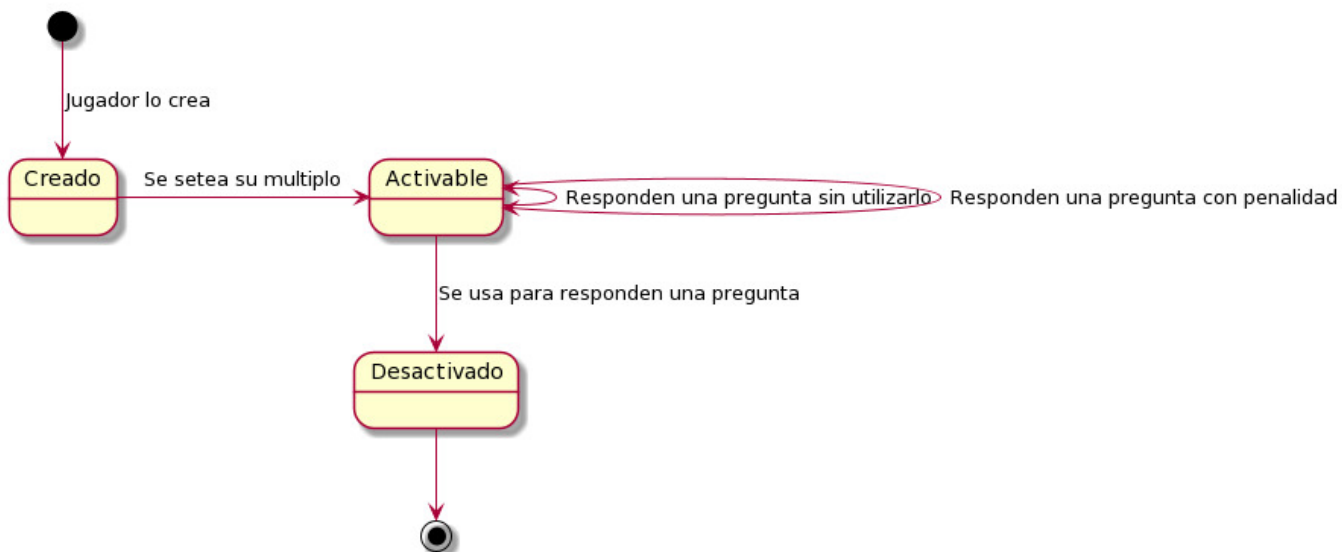 Jugador lo crea
Creado
Se setea su multiplo
Activable
Responden una pregunta sin utilizarlo
Responden una pregunta con penalidad
Se usa para responden una pregunta
Desactivado